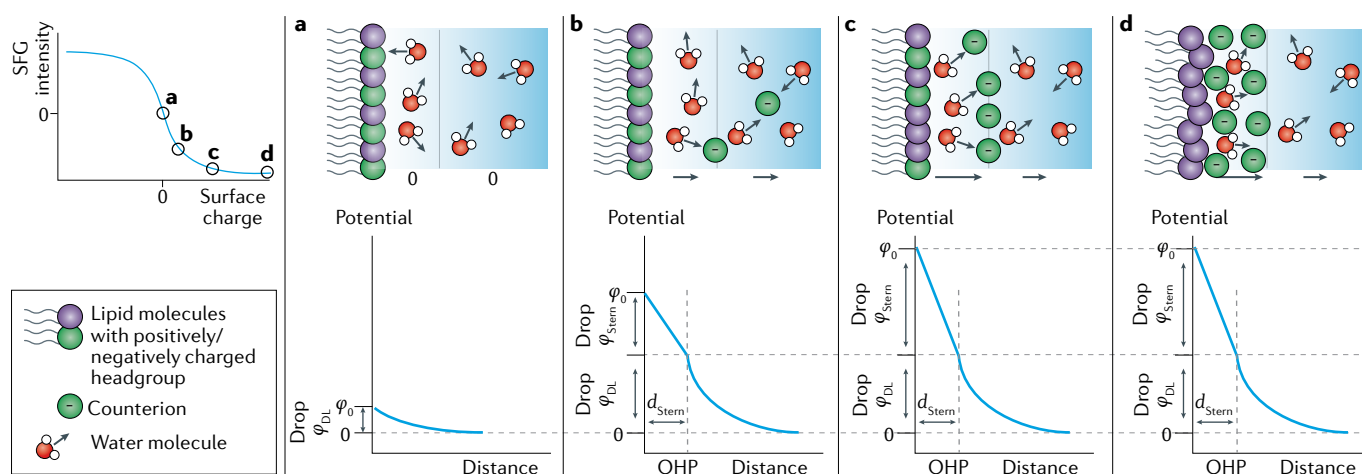 SFG
intensity
0
a
b
c
d
0
Surface
charge
Lipid molecules
with positively/
negatively charged
headgroup
−
Counterion
Water molecule
a
0 0
Potential
Drop
φDL
φ0
0
Distance
b
−
−
Potential
φ0
Drop
φStern
Drop
φDL
dStern
0
OHP Distance
c
−
−
−
−
Potential
φ0
Drop
φStern
Drop
φDL
dStern
0
OHP Distance
d
−
−
−
−
−
−
−
−
Potential
φ0
Drop
φStern
Drop
φDL
dStern
0
OHP Distance